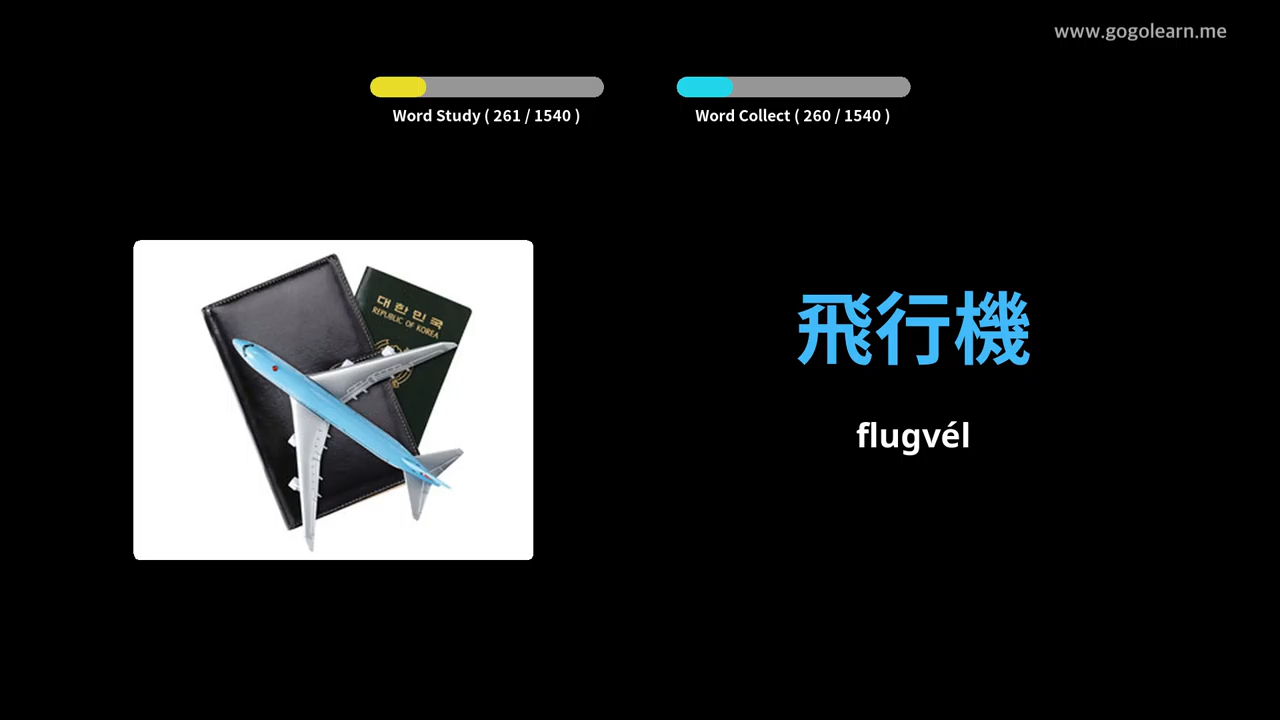 www.gogolearn.me
Word Study ( 261 / 1540 )
Word Collect ( 260 / 1540 )
대한민국
REPUBLIC OF KOREA
飛行機
flugvél